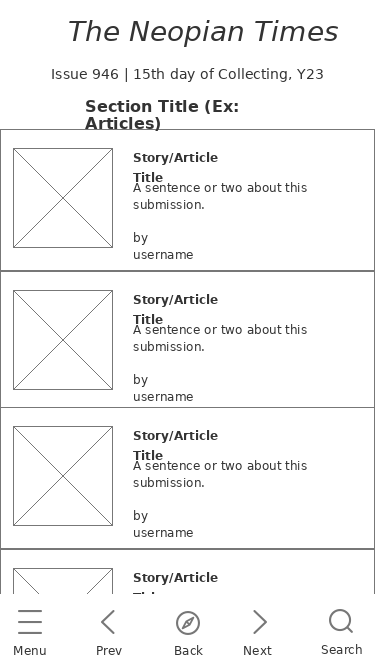 The Neopian Times
Issue 946 | 15th day of Collecting, Y23
Section Title (Ex:
Articles)
Story/Article
Title
A sentence or two about this
submission.
by
username
Story/Article
Title
A sentence or two about this
submission.
by
username
Story/Article
Title
A sentence or two about this
submission.
by
username
Story/Article
Title
Menu Prev Back Next Search